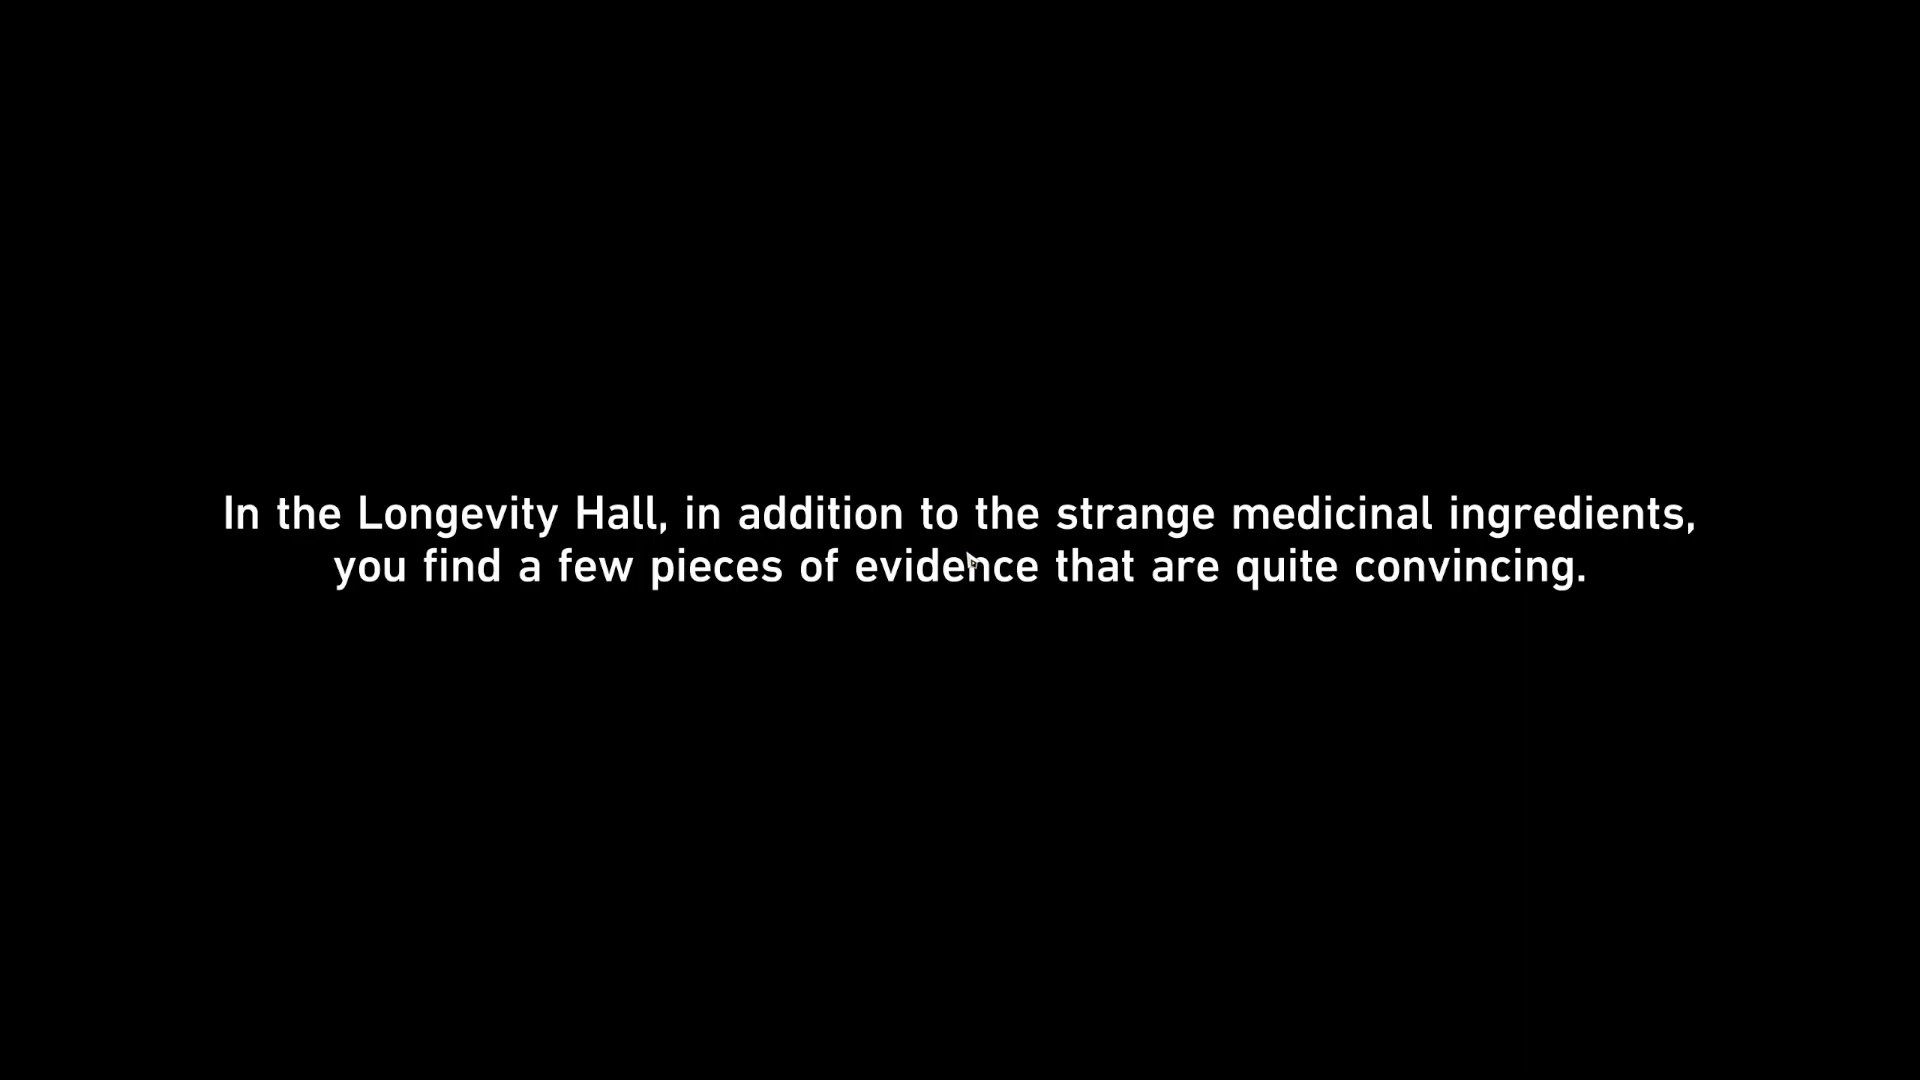 In the Longevity Hall, in addition to the strange medicinal ingredients,
you find a few pieces of evidence that are quite convincing.